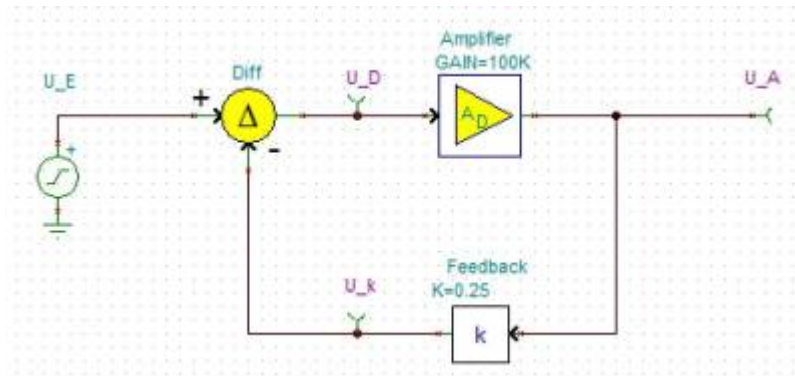 Amplifier
GAIN=100K
U_E
Diff
U_D
U_A
+
Δ
A_D
+
-
Feedback
K=0.25
U_k
k